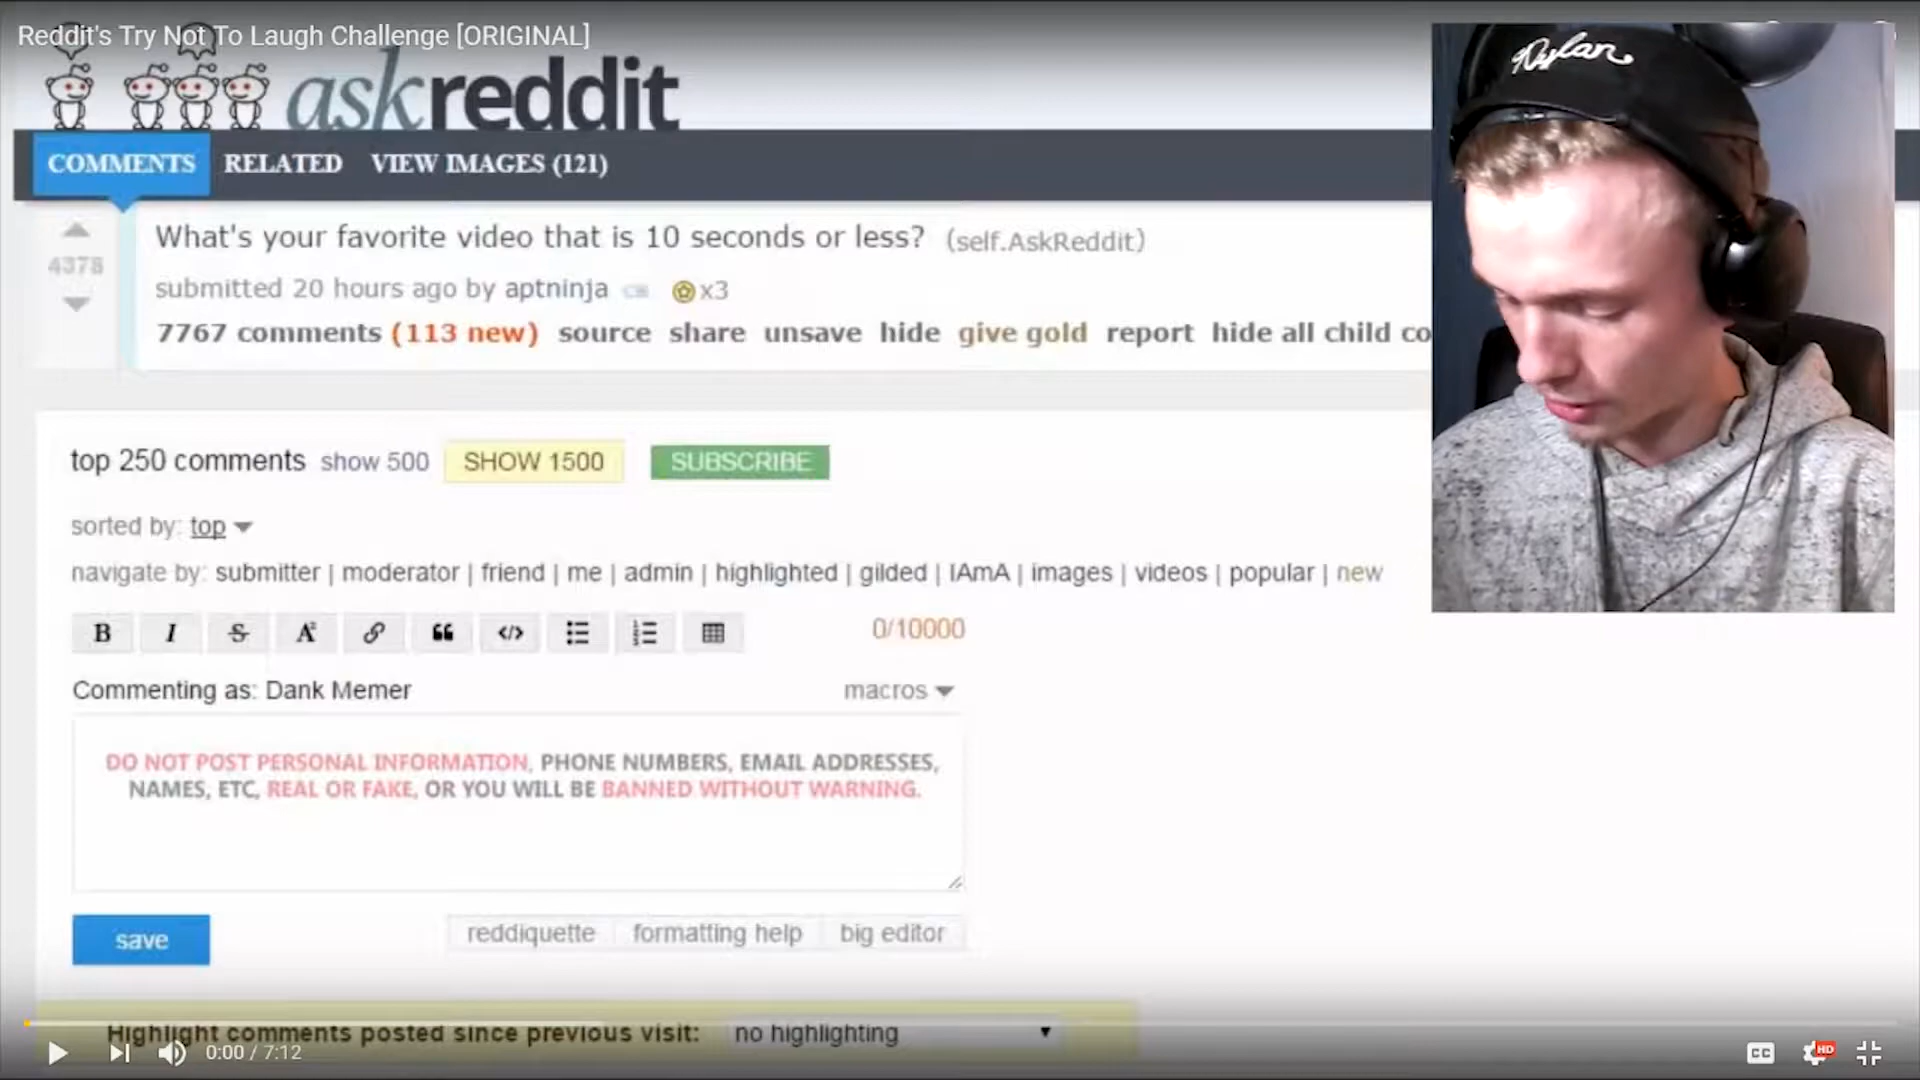 Reddit's Try Not To Laugh Challenge [ORIGINAL]
askreddit
COMMENTS RELATED VIEW IMAGES (121)
What's your favorite video that is 10 seconds or less? (self.AskReddit)
4378
submitted 20 hours ago by aptninja x3
7767 comments (113 new) source share unsave hide give gold report hide all child co
top 250 comments show 500 SHOW 1500 SUBSCRIBE
sorted by: top
navigate by: submitter | moderator | friend | me | admin | highlighted | gilded | IAmA | images | videos | popular | new
B I S A² </> 0/10000
Commenting as: Dank Memer macros
DO NOT POST PERSONAL INFORMATION, PHONE NUMBERS, EMAIL ADDRESSES,
NAMES, ETC, REAL OR FAKE, OR YOU WILL BE BANNED WITHOUT WARNING.
save reddiquette formatting help big editor
Highlight comments posted since previous visit: no highlighting
0:00 / 7:12 CC HD
Dylan